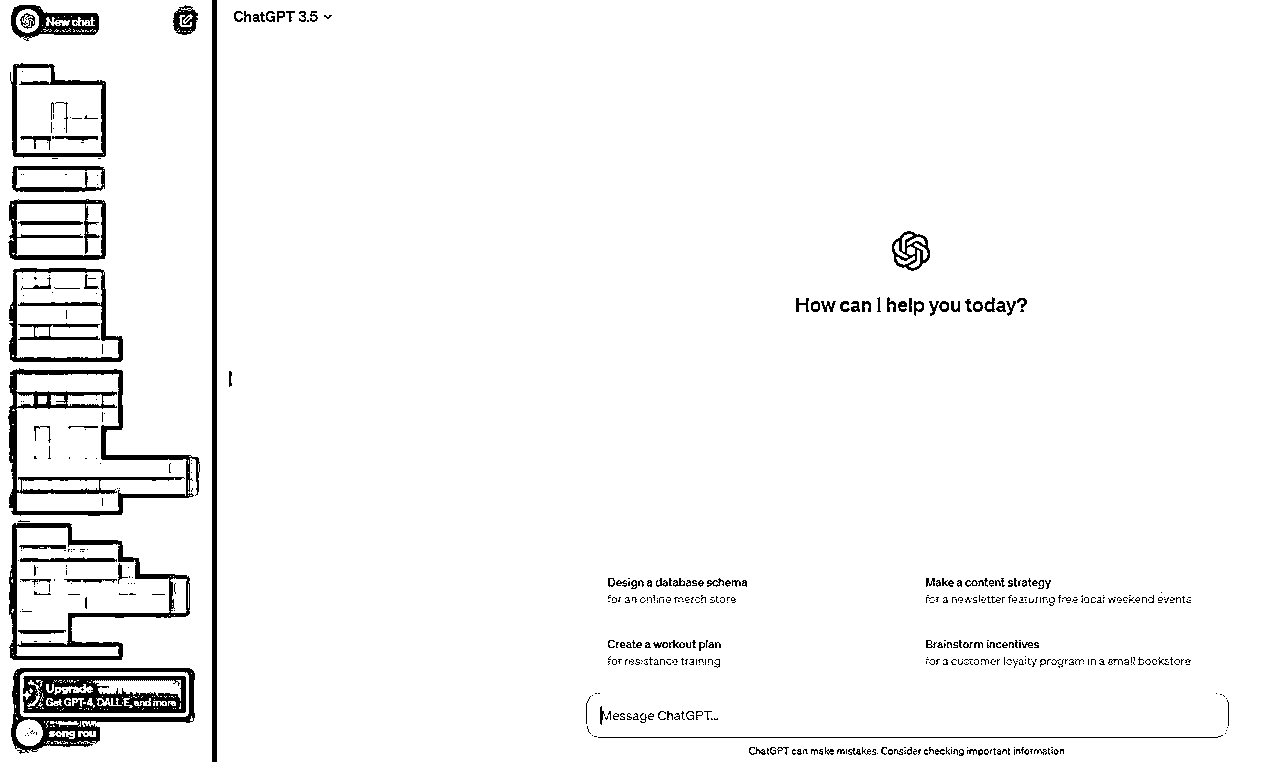 New chat
ChatGPT 3.5
How can I help you today?
Design a database schema
for an online merch store
Make a content strategy
for a newsletter featuring free local weekend events
Create a workout plan
for resistance training
Brainstorm incentives
for a customer loyalty program in a small bookstore
Upgrade
Get GPT-4, DALL·E, and more
song rou
Message ChatGPT...
ChatGPT can make mistakes. Consider checking important information